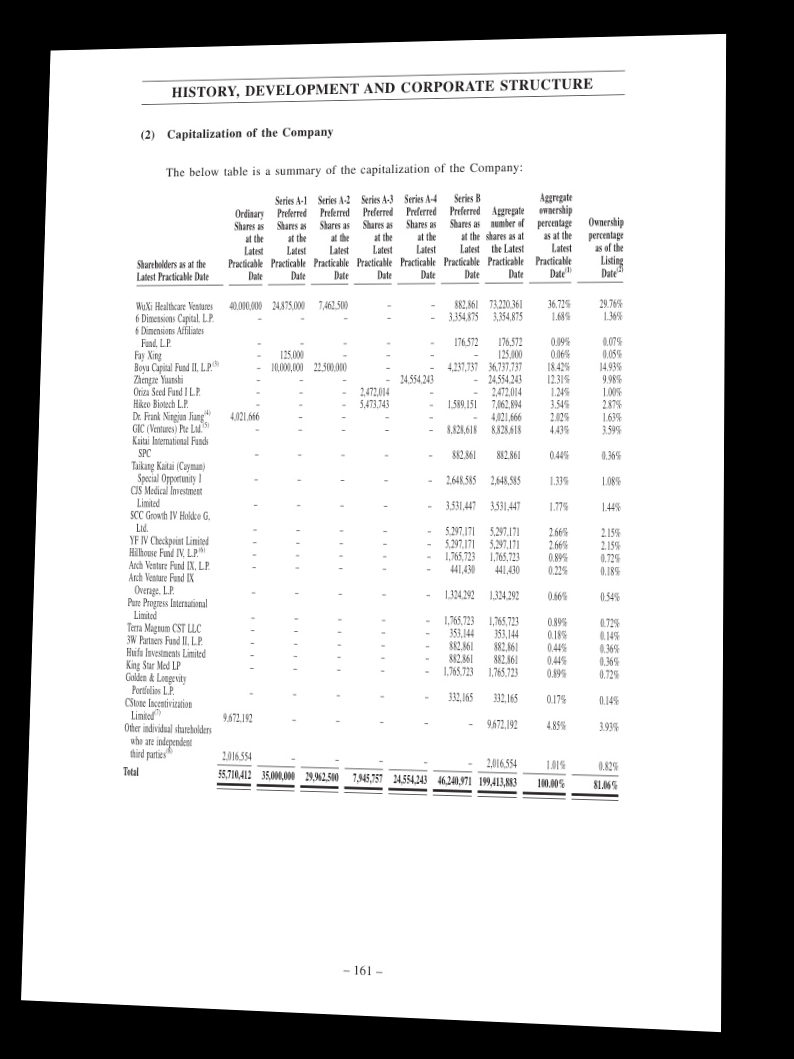 HISTORY, DEVELOPMENT AND CORPORATE STRUCTURE
(2) Capitalization of the Company
The below table is a summary of the capitalization of the Company:
Shareholders as at the Latest Practicable Date | Ordinary Shares as at the Latest Practicable Date | Series A-1 Preferred Shares as at the Latest Practicable Date | Series A-2 Preferred Shares as at the Latest Practicable Date | Series A-3 Preferred Shares as at the Latest Practicable Date | Series A-4 Preferred Shares as at the Latest Practicable Date | Series B Preferred Shares as at the Latest Practicable Date | Aggregate number of shares as at the Latest Practicable Date | Aggregate ownership percentage as at the Latest Practicable Date(1) | Ownership percentage as of the Listing Date(2)
WuXi Healthcare Ventures 40,000,000 24,875,000 7,462,500 – – 882,861 73,220,361 36.72% 29.76%
6 Dimensions Capital, L.P. – – – – – 3,354,875 3,354,875 1.68% 1.36%
6 Dimensions Affiliates
Fund, L.P. – – – – – 176,572 176,572 0.09% 0.07%
Fay Xing – 125,000 – – – – 125,000 0.06% 0.05%
Boyu Capital Fund II, L.P.(3) – 10,000,000 22,500,000 – – 4,237,737 36,737,737 18.42% 14.93%
Zhengze Yuanshi – – – – 24,554,243 – 24,554,243 12.31% 9.98%
Oriza Seed Fund I L.P. – – – 2,472,014 – – 2,472,014 1.24% 1.00%
Hikeo Biotech L.P. – – – 5,473,743 – 1,589,151 7,062,894 3.54% 2.87%
Dr. Frank Ningjun Jiang(4) 4,021,666 – – – – – 4,021,666 2.02% 1.63%
GIC (Ventures) Pte Ltd.(5) – – – – – 8,828,618 8,828,618 4.43% 3.59%
Kaitai International Funds
SPC – – – – – 882,861 882,861 0.44% 0.36%
Taikang Kaitai (Cayman)
Special Opportunity I – – – – – 2,648,585 2,648,585 1.33% 1.08%
CJS Medical Investment
Limited – – – – – 3,531,447 3,531,447 1.77% 1.44%
SCC Growth IV Holdco G,
Ltd. – – – – – 5,297,171 5,297,171 2.66% 2.15%
YF IV Checkpoint Limited – – – – – 5,297,171 5,297,171 2.66% 2.15%
Hillhouse Fund IV, L.P.(6) – – – – – 1,765,723 1,765,723 0.89% 0.72%
Arch Venture Fund IX, L.P. – – – – – 441,430 441,430 0.22% 0.18%
Arch Venture Fund IX
Overage, L.P. – – – – – 1,324,292 1,324,292 0.66% 0.54%
Pure Progress International
Limited – – – – – 1,765,723 1,765,723 0.89% 0.72%
Terra Magnum CST LLC – – – – – 353,144 353,144 0.18% 0.14%
3W Partners Fund II, L.P. – – – – – 882,861 882,861 0.44% 0.36%
Huifu Investments Limited – – – – – 882,861 882,861 0.44% 0.36%
King Star Med LP – – – – – 1,765,723 1,765,723 0.89% 0.72%
Golden & Longevity
Portfolios L.P. – – – – – 332,165 332,165 0.17% 0.14%
CStone Incentivization
Limited(7) 9,672,192 – – – – – 9,672,192 4.85% 3.93%
Other individual shareholders
who are independent
third parties(8) 2,016,554 – – – – – 2,016,554 1.01% 0.82%
Total 55,710,412 35,000,000 29,962,500 7,945,757 24,554,243 46,240,971 199,413,883 100.00% 81.06%
– 161 –